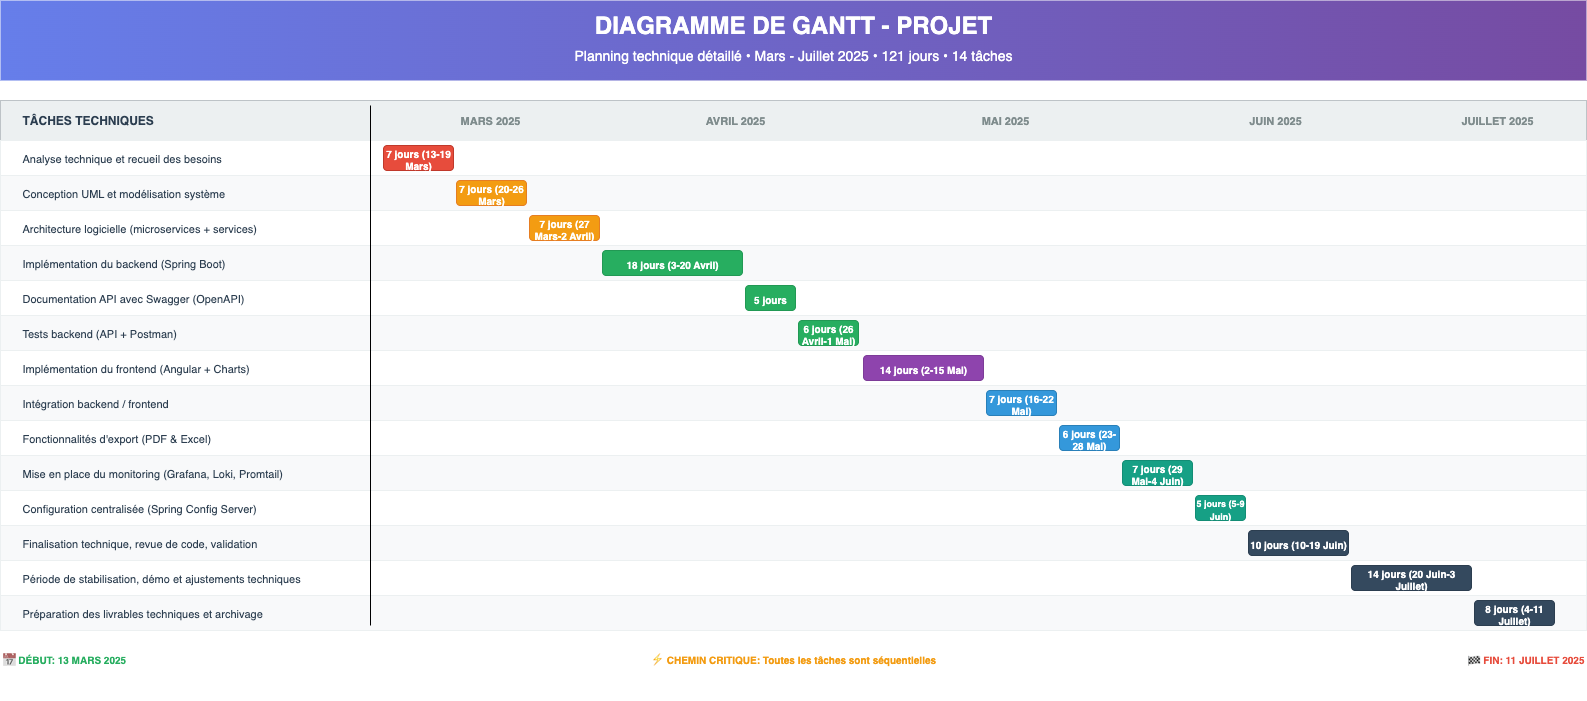 DIAGRAMME DE GANTT - PROJET
Planning technique détaillé • Mars - Juillet 2025 • 121 jours • 14 tâches
TÂCHES TECHNIQUES
MARS 2025
AVRIL 2025
MAI 2025
JUIN 2025
JUILLET 2025
Analyse technique et recueil des besoins
7 jours (13-19
Mars)
Conception UML et modélisation système
7 jours (20-26
Mars)
Architecture logicielle (microservices + services)
7 jours (27
Mars-2 Avril)
Implémentation du backend (Spring Boot)
18 jours (3-20 Avril)
Documentation API avec Swagger (OpenAPI)
5 jours
Tests backend (API + Postman)
6 jours (26
Avril-1 Mai)
Implémentation du frontend (Angular + Charts)
14 jours (2-15 Mai)
Intégration backend / frontend
7 jours (16-22
Mai)
Fonctionnalités d'export (PDF & Excel)
6 jours (23-
28 Mai)
Mise en place du monitoring (Grafana, Loki, Promtail)
7 jours (29
Mai-4 Juin)
Configuration centralisée (Spring Config Server)
5 jours (5-9
Juin)
Finalisation technique, revue de code, validation
10 jours (10-19 Juin)
Période de stabilisation, démo et ajustements techniques
14 jours (20 Juin-3
Juillet)
Préparation des livrables techniques et archivage
8 jours (4-11
Juillet)
DÉBUT: 13 MARS 2025
CHEMIN CRITIQUE: Toutes les tâches sont séquentielles
FIN: 11 JUILLET 2025